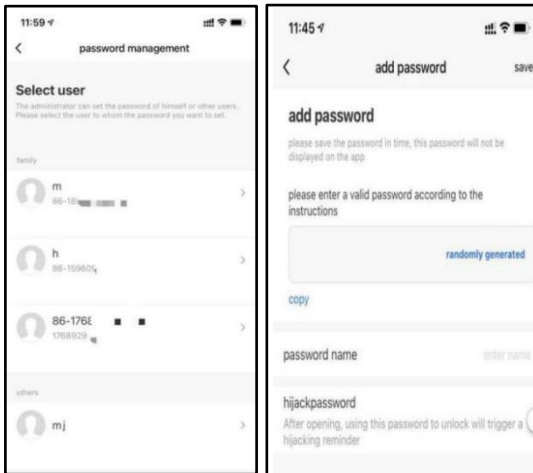 11:59
password management
Select user
The administrator can set the password of himself or other users.
Please select the user to whom the password you want to set.
family
m
86-18
h
86-159605
86-1768
1768929
others
mj
11:45
add password
save
add password
please save the password in time, this password will not be
displayed on the app
please enter a valid password according to the
instructions
randomly generated
copy
password name
enter name
hijackpassword
After opening, using this password to unlock will trigger a
hijacking reminder